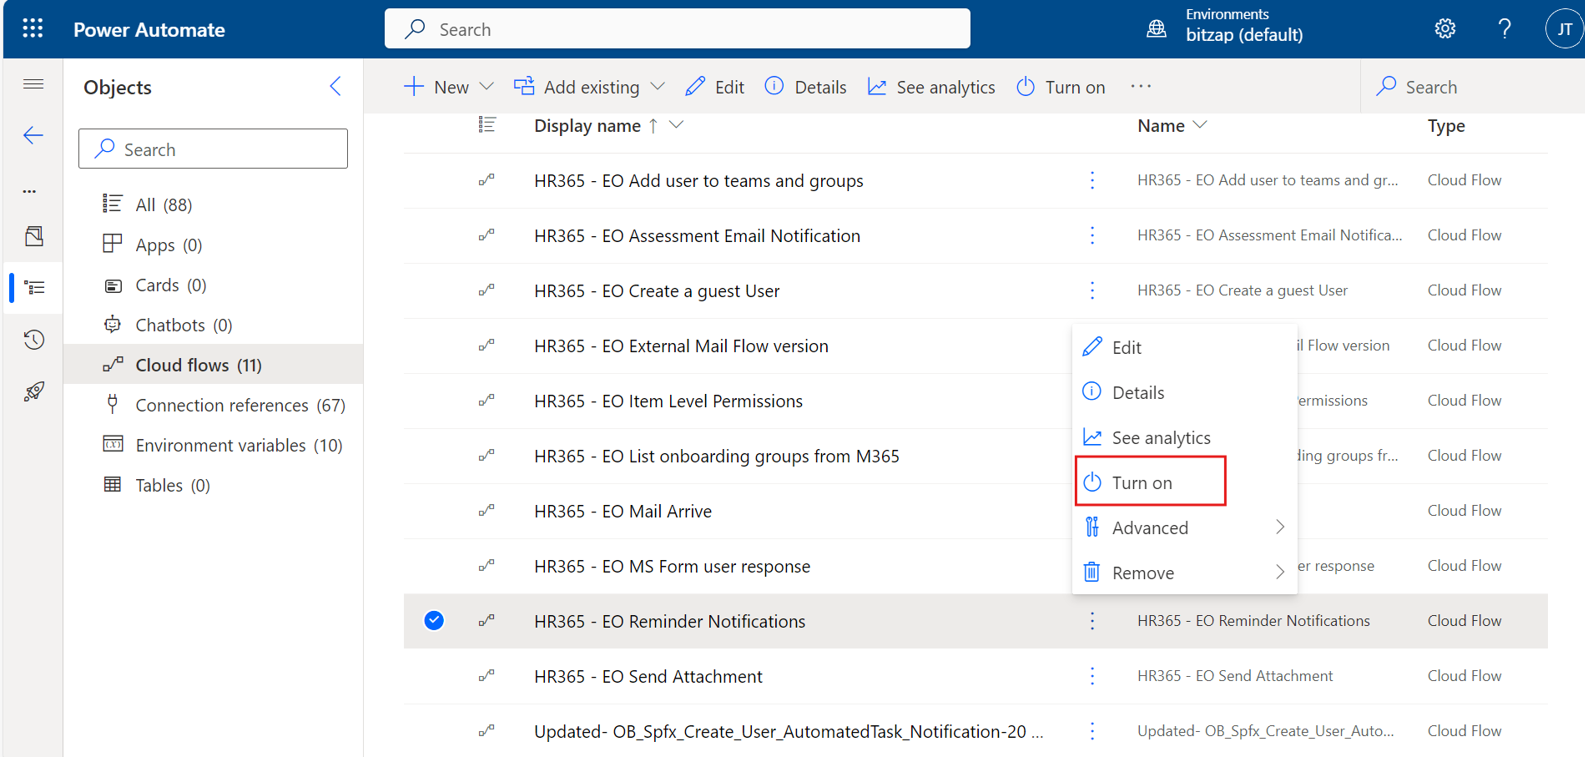 Power Automate
Search
Environments
bitzap (default)
?
JT
Objects
New
Add existing
Edit
Details
See analytics
Turn on
...
Search
Search
All (88)
Apps (0)
Cards (0)
Chatbots (0)
Cloud flows (11)
Connection references (67)
Environment variables (10)
Tables (0)
Display name ↑ Name Type
HR365 - EO Add user to teams and groups HR365 - EO Add user to teams and gr... Cloud Flow
HR365 - EO Assessment Email Notification HR365 - EO Assessment Email Notifica... Cloud Flow
HR365 - EO Create a guest User HR365 - EO Create a guest User Cloud Flow
HR365 - EO External Mail Flow version il Flow version Cloud Flow
HR365 - EO Item Level Permissions ermissions Cloud Flow
HR365 - EO List onboarding groups from M365 ding groups fr... Cloud Flow
HR365 - EO Mail Arrive Cloud Flow
HR365 - EO MS Form user response er response Cloud Flow
HR365 - EO Reminder Notifications HR365 - EO Reminder Notifications Cloud Flow
HR365 - EO Send Attachment HR365 - EO Send Attachment Cloud Flow
Updated- OB_Spfx_Create_User_AutomatedTask_Notification-20 ... Updated- OB_Spfx_Create_User_Auto... Cloud Flow
Edit
Details
See analytics
Turn on
Advanced
Remove